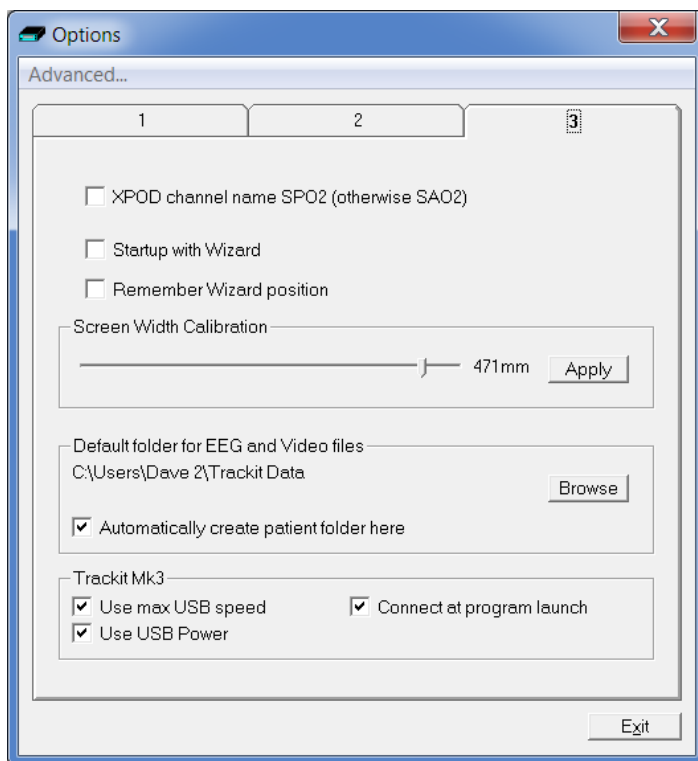 Options
Advanced...
1 2 3
XPOD channel name SPO2 (otherwise SAO2)
Startup with Wizard
Remember Wizard position
Screen Width Calibration
471mm Apply
Default folder for EEG and Video files
C:\Users\Dave 2\Trackit Data
Browse
Automatically create patient folder here
Trackit Mk3
Use max USB speed Connect at program launch
Use USB Power
Exit